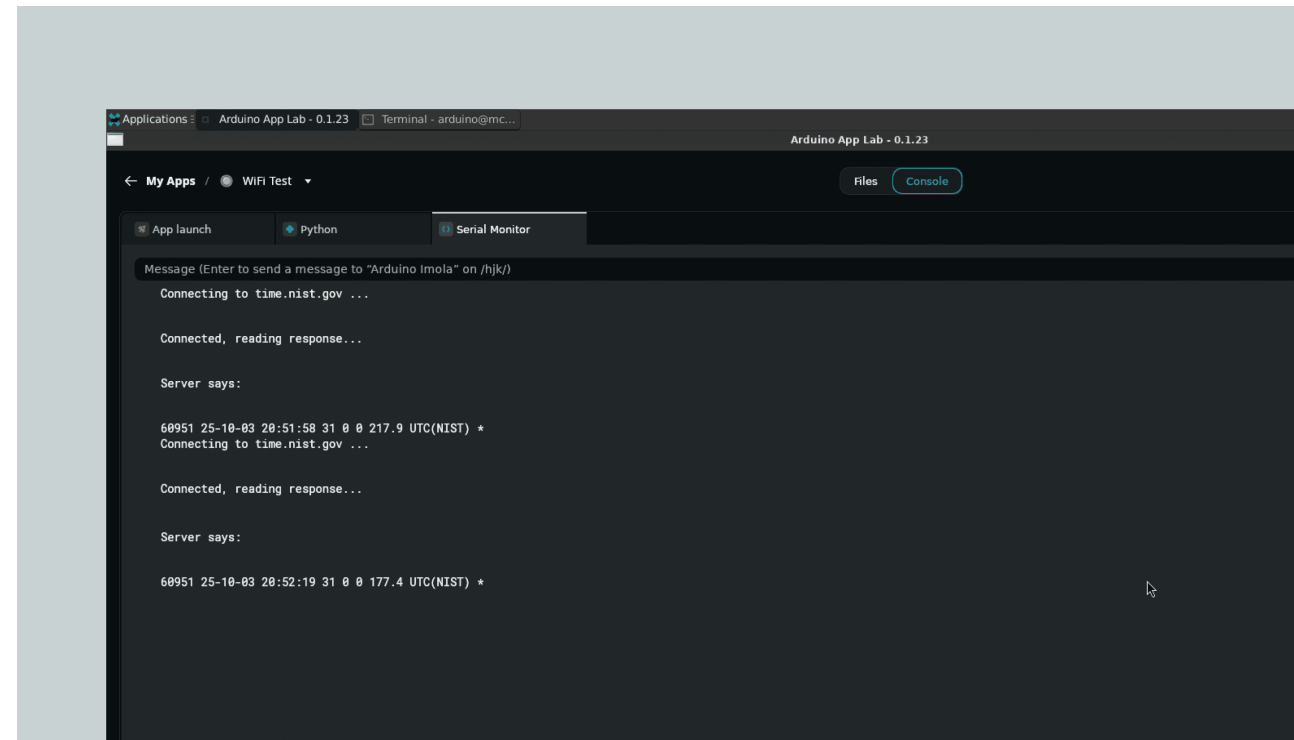 Applications Arduino App Lab - 0.1.23 Terminal - arduino@mc...
Arduino App Lab - 0.1.23
My Apps / WiFi Test Files Console
App launch Python Serial Monitor
Message (Enter to send a message to “Arduino Imola” on /hjk/)
Connecting to time.nist.gov ...
Connected, reading response...
Server says:
60951 25-10-03 20:51:58 31 0 0 217.9 UTC(NIST) *
Connecting to time.nist.gov ...
Connected, reading response...
Server says:
60951 25-10-03 20:52:19 31 0 0 177.4 UTC(NIST) *